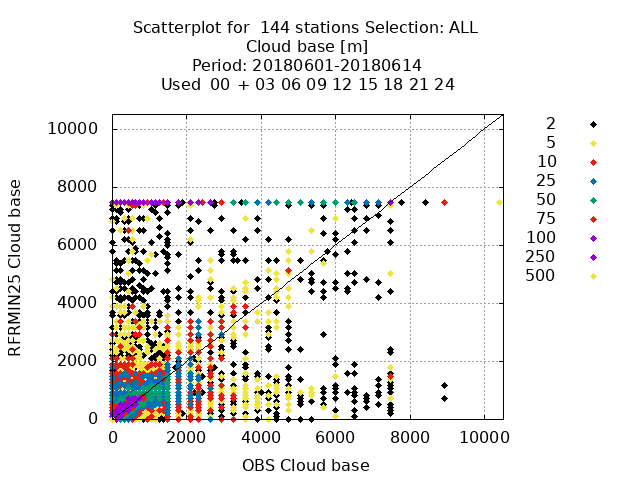 Scatterplot for  144 stations Selection: ALL
Cloud base [m]
Period: 20180601-20180614
Used  00  + 03 06 09 12 15 18 21 24
RFRMIN25 Cloud base
10000
8000
6000
4000
2000
0
0 2000 4000 6000 8000 10000
OBS Cloud base
2
5
10
25
50
75
100
250
500